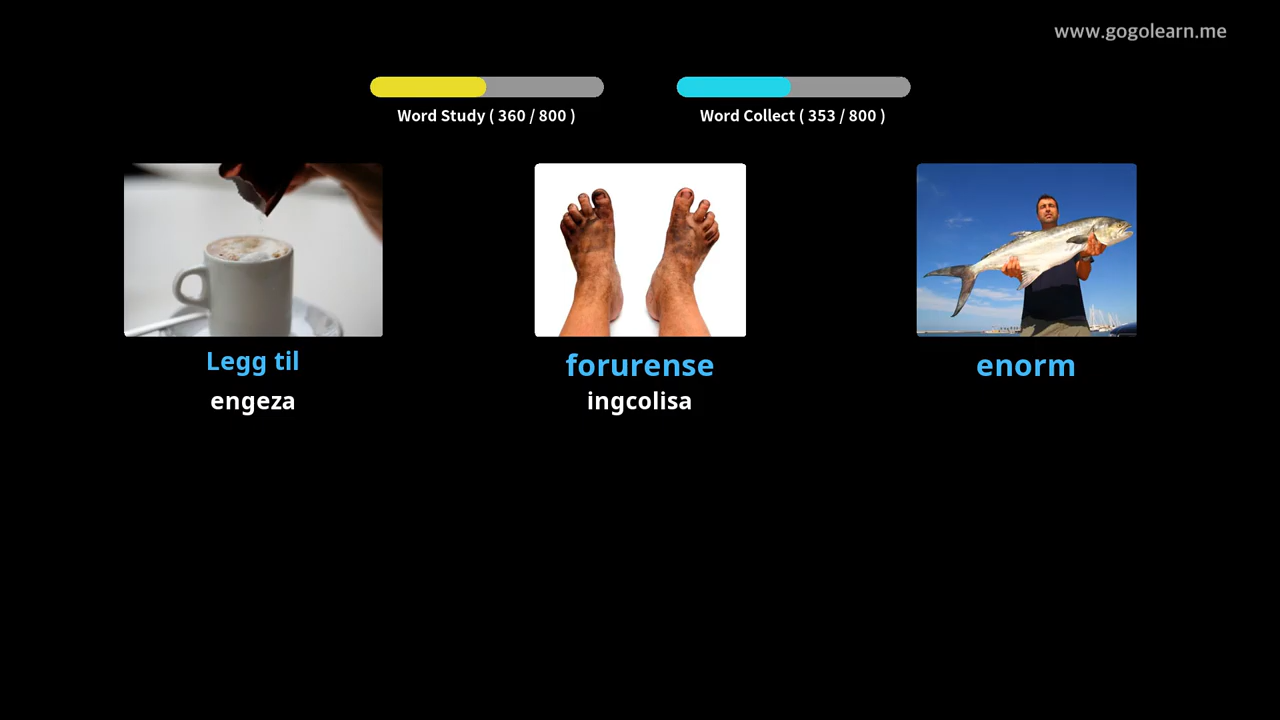 www.gogolearn.me
Word Study ( 360 / 800 )
Word Collect ( 353 / 800 )
Legg til
engeza
forurense
ingcolisa
enorm